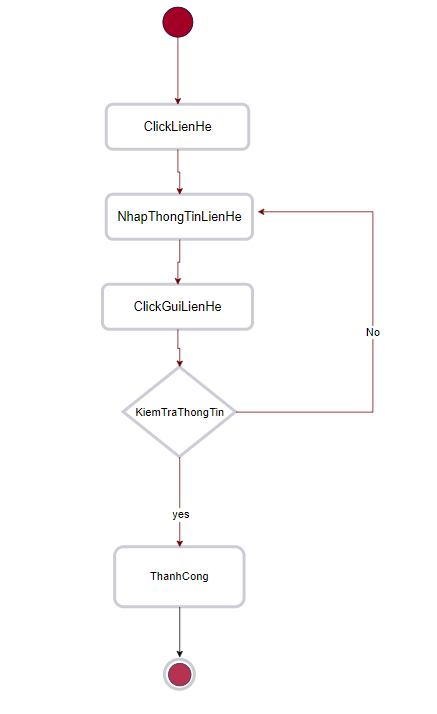 ClickLienHe
NhapThongTinLienHe
ClickGuiLienHe
No
KiemTraThongTin
yes
ThanhCong